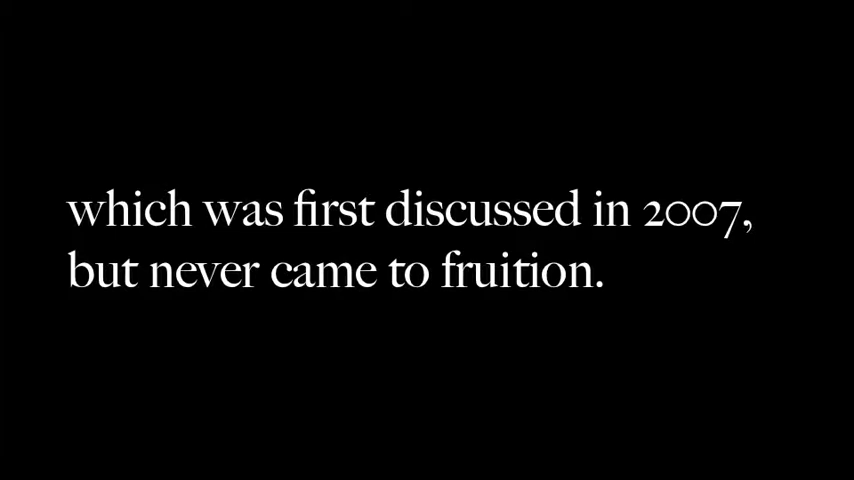 which was first discussed in 2007,
but never came to fruition.